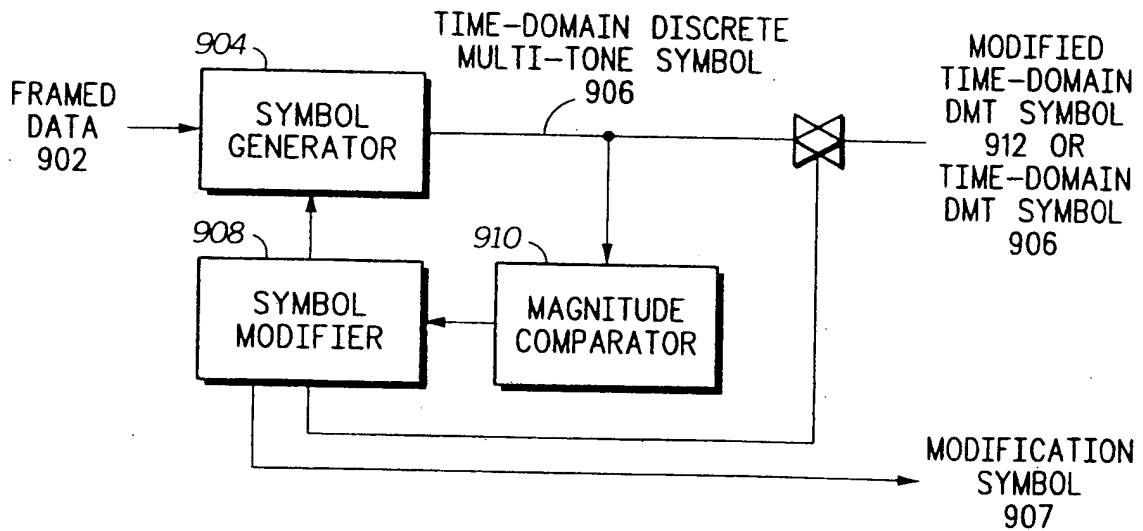 TIME-DOMAIN DISCRETE
MULTI-TONE SYMBOL
906
904
FRAMED
DATA
902
SYMBOL
GENERATOR
MODIFIED
TIME-DOMAIN
DMT SYMBOL
912 OR
TIME-DOMAIN
DMT SYMBOL
906
908
SYMBOL
MODIFIER
910
MAGNITUDE
COMPARATOR
MODIFICATION
SYMBOL
907